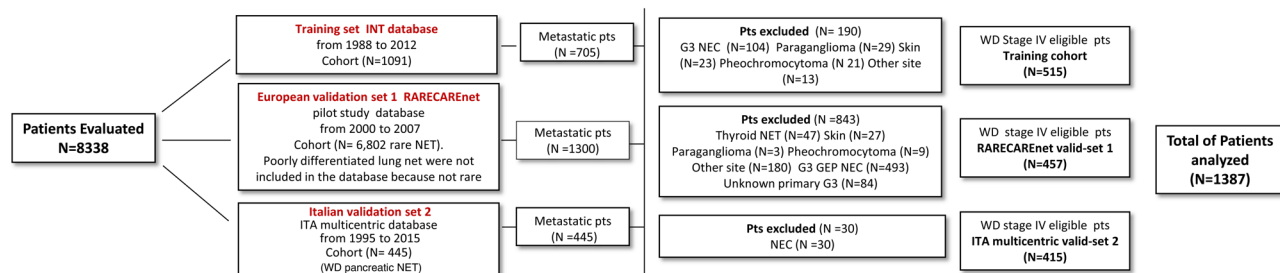 Patients Evaluated
N=8338
Training set INT database
from 1988 to 2012
Cohort (N=1091)
European validation set 1 RARECAREnet
pilot study database
from 2000 to 2007
Cohort (N= 6,802 rare NET).
Poorly differentiated lung net were not
included in the database because not rare
Italian validation set 2
ITA multicentric database
from 1995 to 2015
Cohort (N= 445)
(WD pancreatic NET)
Metastatic pts
(N =705)
Metastatic pts
(N =1300)
Metastatic pts
(N =445)
Pts excluded (N= 190)
G3 NEC (N=104) Paraganglioma (N=29) Skin
(N=23) Pheochromocytoma (N 21) Other site
(N=13)
Pts excluded (N =843)
Thyroid NET (N=47) Skin (N=27)
Paraganglioma (N=3) Pheochromocytoma (N=9)
Other site (N=180) G3 GEP NEC (N=493)
Unknown primary G3 (N=84)
Pts excluded (N =30)
NEC (N=30)
WD Stage IV eligible pts
Training cohort
(N=515)
WD stage IV eligible pts
RARECAREnet valid-set 1
(N=457)
WD stage IV eligible pts
ITA multicentric valid-set 2
(N=415)
Total of Patients
analyzed
(N=1387)